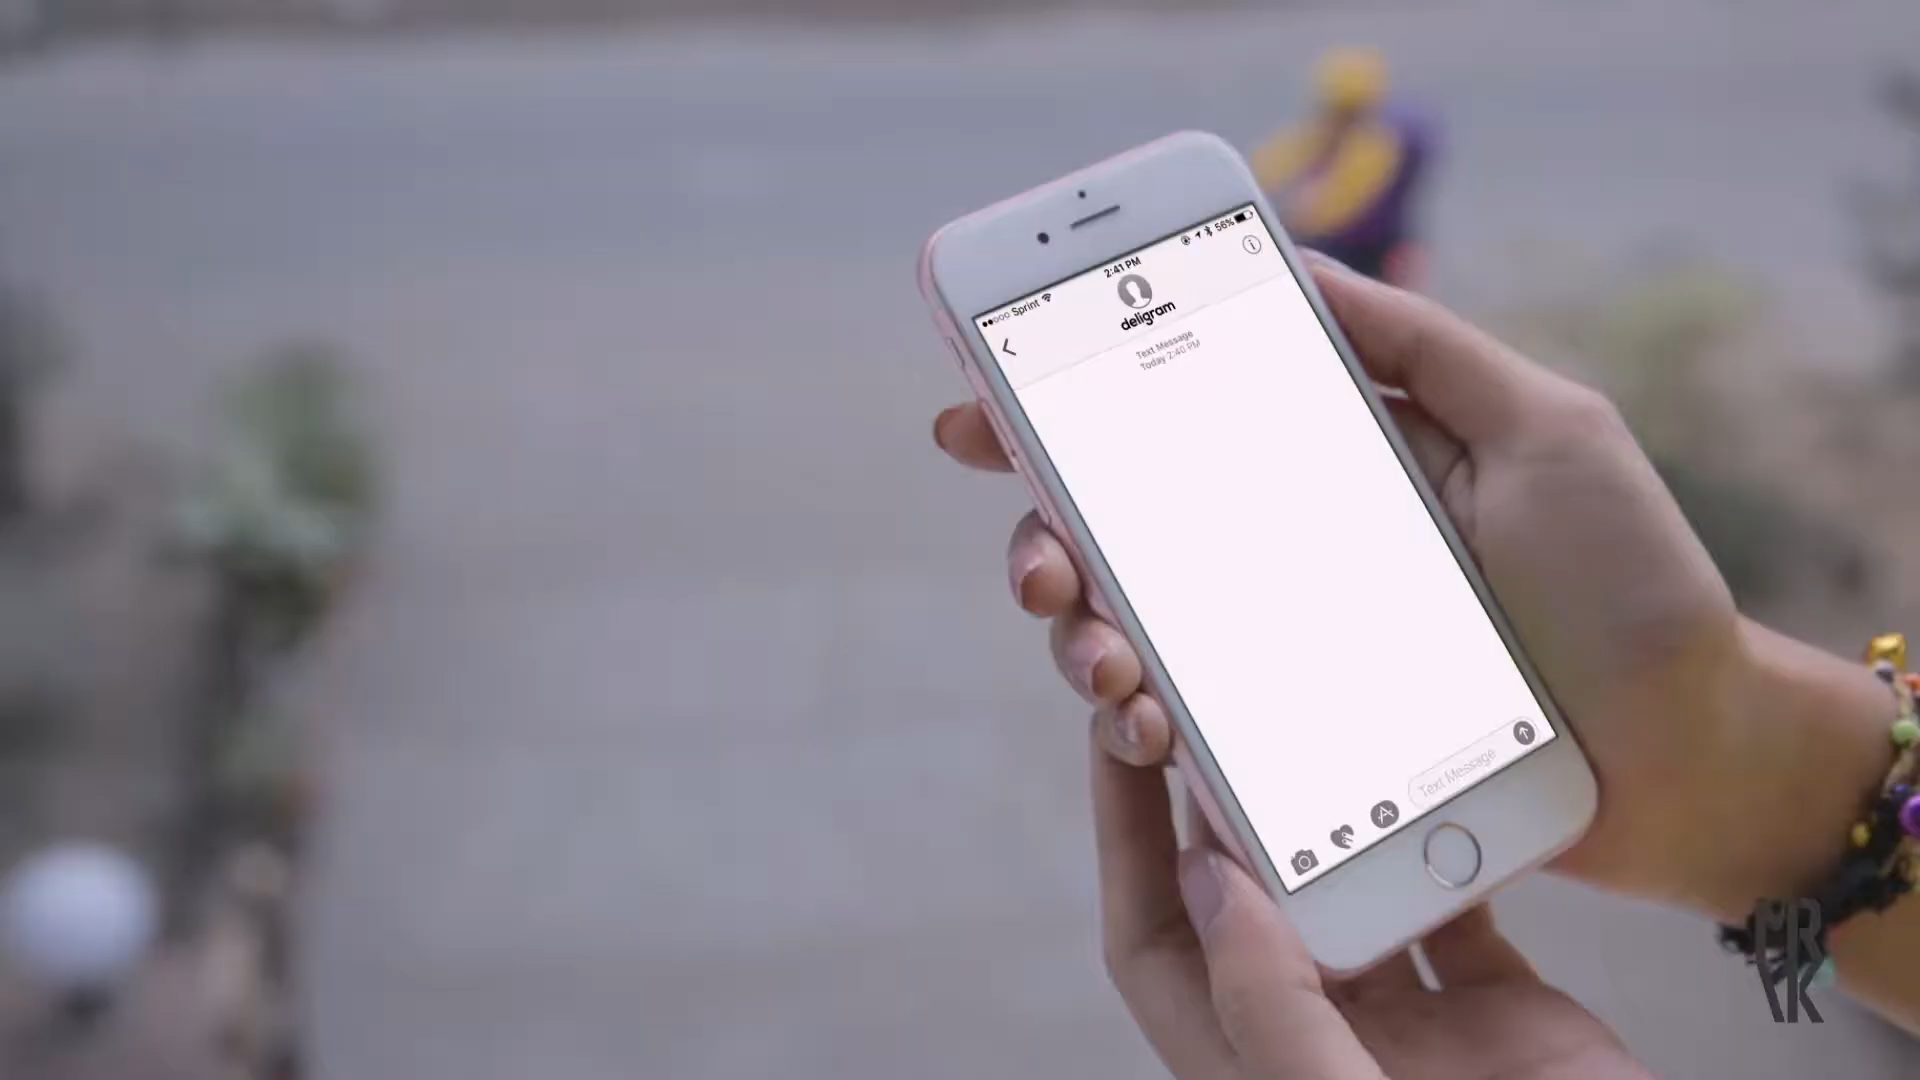 Sprint
2:41 PM
56%
deligram
Text Message
Today 2:40 PM
Text Message